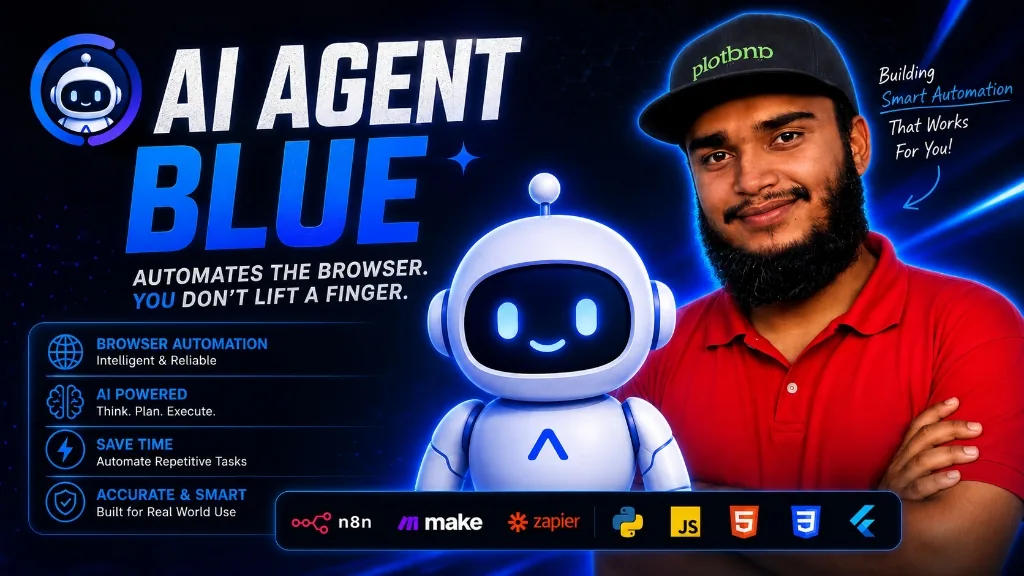 AI AGENT
BLUE
AUTOMATES THE BROWSER.
YOU DON'T LIFT A FINGER.
BROWSER AUTOMATION
Intelligent & Reliable
AI POWERED
Think. Plan. Execute.
SAVE TIME
Automate Repetitive Tasks
ACCURATE & SMART
Built for Real World Use
plotbnb
Building
Smart Automation
That Works
For You!
n8n
make
zapier
JS
5
3